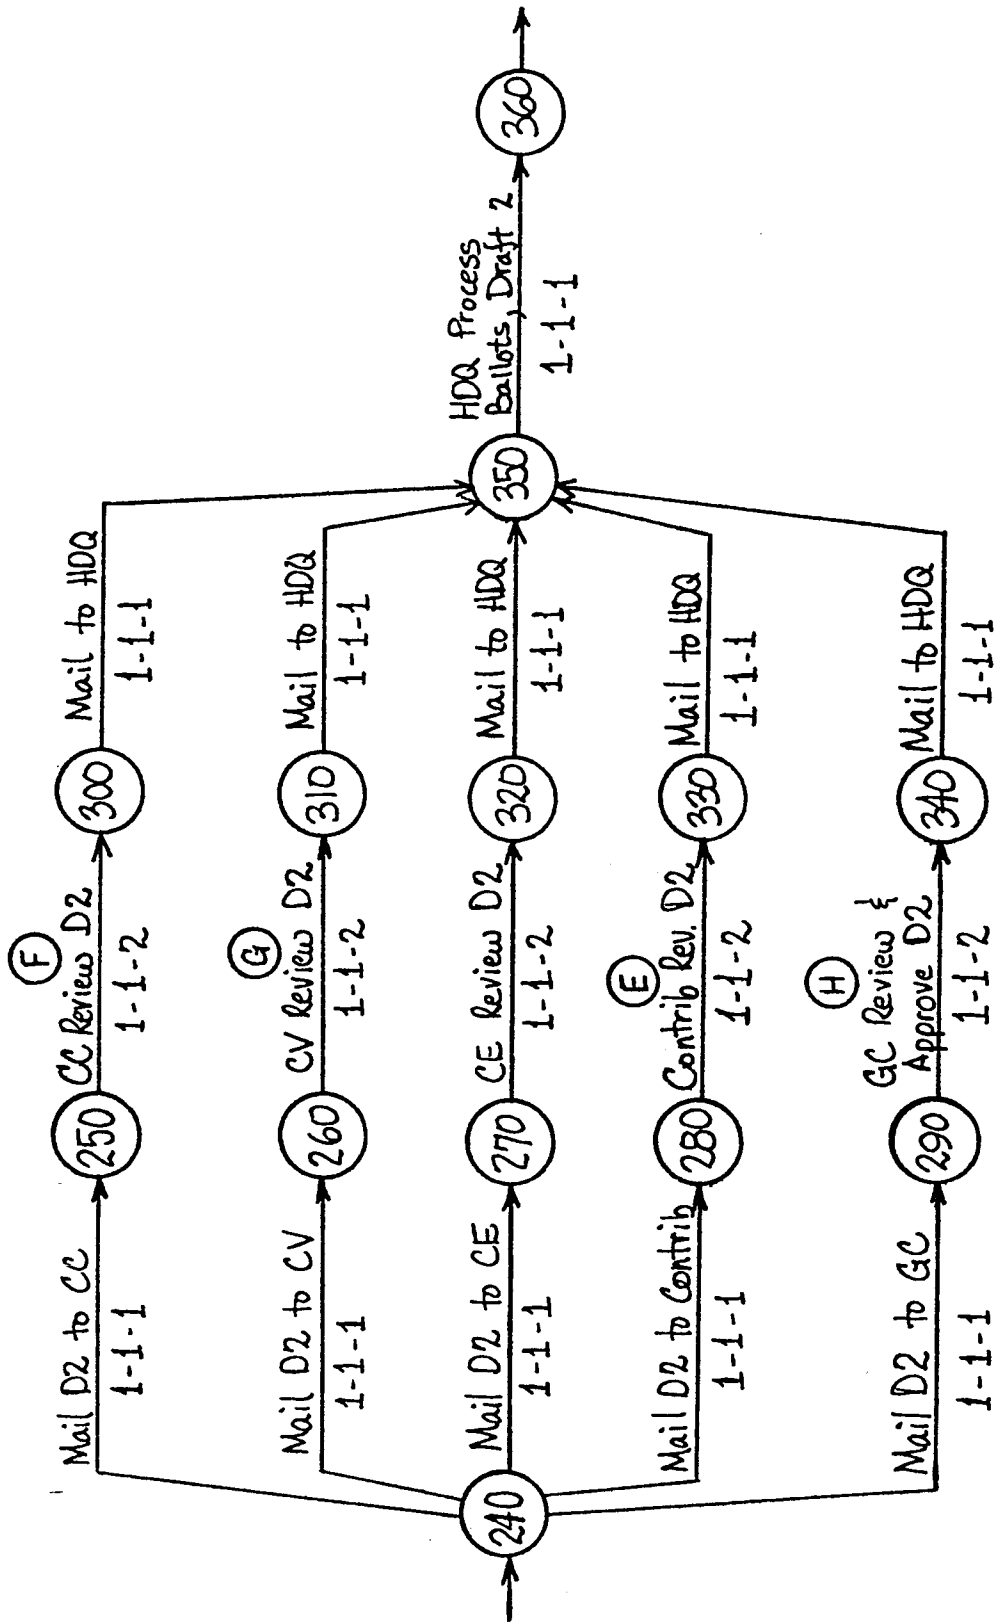 F
Mail D2 to CC
1-1-1
250
CC Review D2
1-1-2
300
Mail to HDQ
1-1-1
G
Mail D2 to CV
1-1-1
260
CV Review D2
1-1-2
310
Mail to HDQ
1-1-1
240
Mail D2 to CE
1-1-1
270
CE Review D2
1-1-2
320
Mail to HDQ
1-1-1
350
HDQ Process
Ballots, Draft 2
1-1-1
360
E
Mail D2 to Contrib
1-1-1
280
Contrib Rev. D2
1-1-2
330
Mail to HDQ
1-1-1
H
Mail D2 to GC
1-1-1
290
GC Review &
Approve D2
1-1-2
340
Mail to HDQ
1-1-1